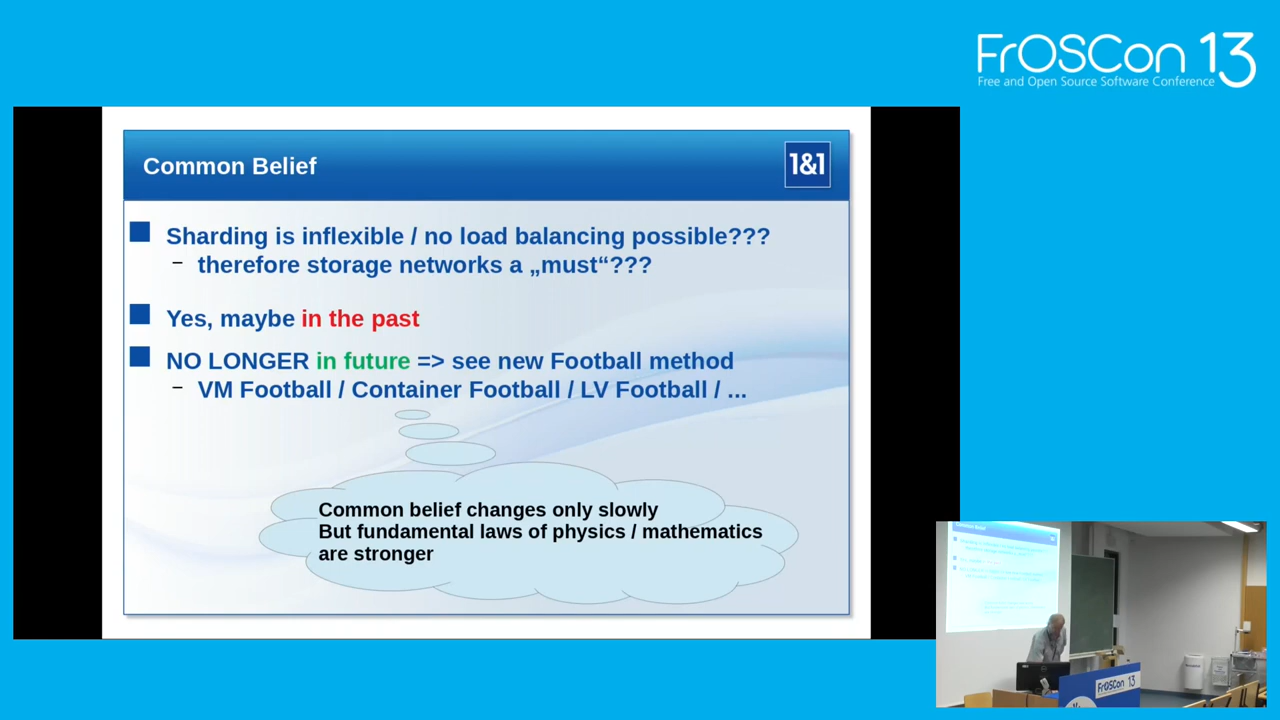 FrOSCon 13
Free and Open Source Software Conference
Common Belief
1&1
Sharding is inflexible / no load balancing possible???
– therefore storage networks a „must“???
Yes, maybe in the past
NO LONGER in future => see new Football method
– VM Football / Container Football / LV Football / ...
Common belief changes only slowly
But fundamental laws of physics / mathematics
are stronger
Common Belief
FrOSCon 13